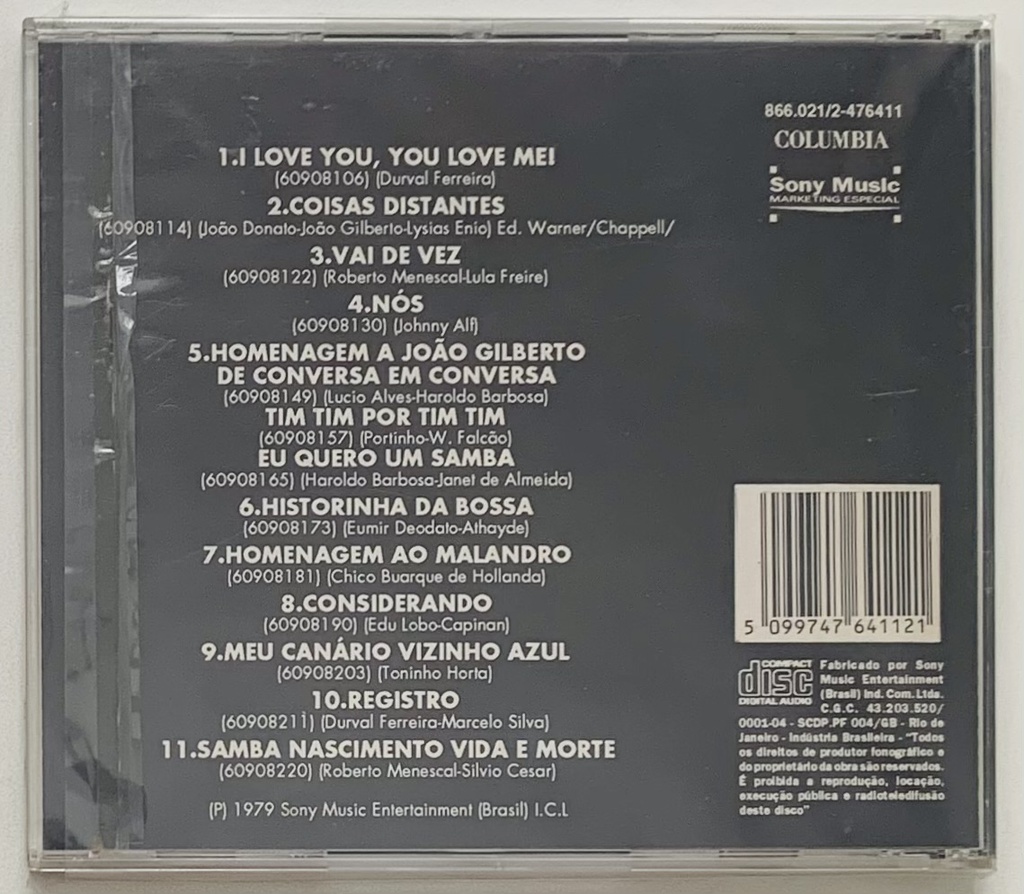 866.021/2-476411
COLUMBIA
Sony Music
MARKETING ESPECIAL
1.I LOVE YOU, YOU LOVE ME!
(60908106) (Durval Ferreira)
2.COISAS DISTANTES
(60908114) (João Donato-João Gilberto-Lysias Enio) Ed. Warner/Chappell/
3.VAI DE VEZ
(60908122) (Roberto Menescal-Lula Freire)
4.NÓS
(60908130) (Johnny Alf)
5.HOMENAGEM A JOÃO GILBERTO
DE CONVERSA EM CONVERSA
(60908149) (Lucio Alves-Haroldo Barbosa)
TIM TIM POR TIM TIM
(60908157) (Portinho-W. Falcão)
EU QUERO UM SAMBA
(60908165) (Haroldo Barbosa-Janet de Almeida)
6.HISTORINHA DA BOSSA
(60908173) (Eumir Deodato-Athayde)
7.HOMENAGEM AO MALANDRO
(60908181) (Chico Buarque de Hollanda)
8.CONSIDERANDO
(60908190) (Edu Lobo-Capinan)
9.MEU CANÁRIO VIZINHO AZUL
(60908203) (Toninho Horta)
10.REGISTRO
(60908211) (Durval Ferreira-Marcelo Silva)
11.SAMBA NASCIMENTO VIDA E MORTE
(60908220) (Roberto Menescal-Silvio Cesar)
(P) 1979 Sony Music Entertainment (Brasil) I.C.L
5 099747 641121
COMPACT
disc
DIGITAL AUDIO
Fabricado por Sony
Music Entertainment
(Brasil) Ind. Com. Ltda.
C.G.C. 43.203.520/
0001-04 - SCDP.PF 004/GB - Rio de
Janeiro - Indústria Brasileira - "Todos
os direitos de produtor fonográfico e
do proprietário da obra são reservados.
É proibida a reprodução, locação,
execução pública e radioteledifusão
deste disco"